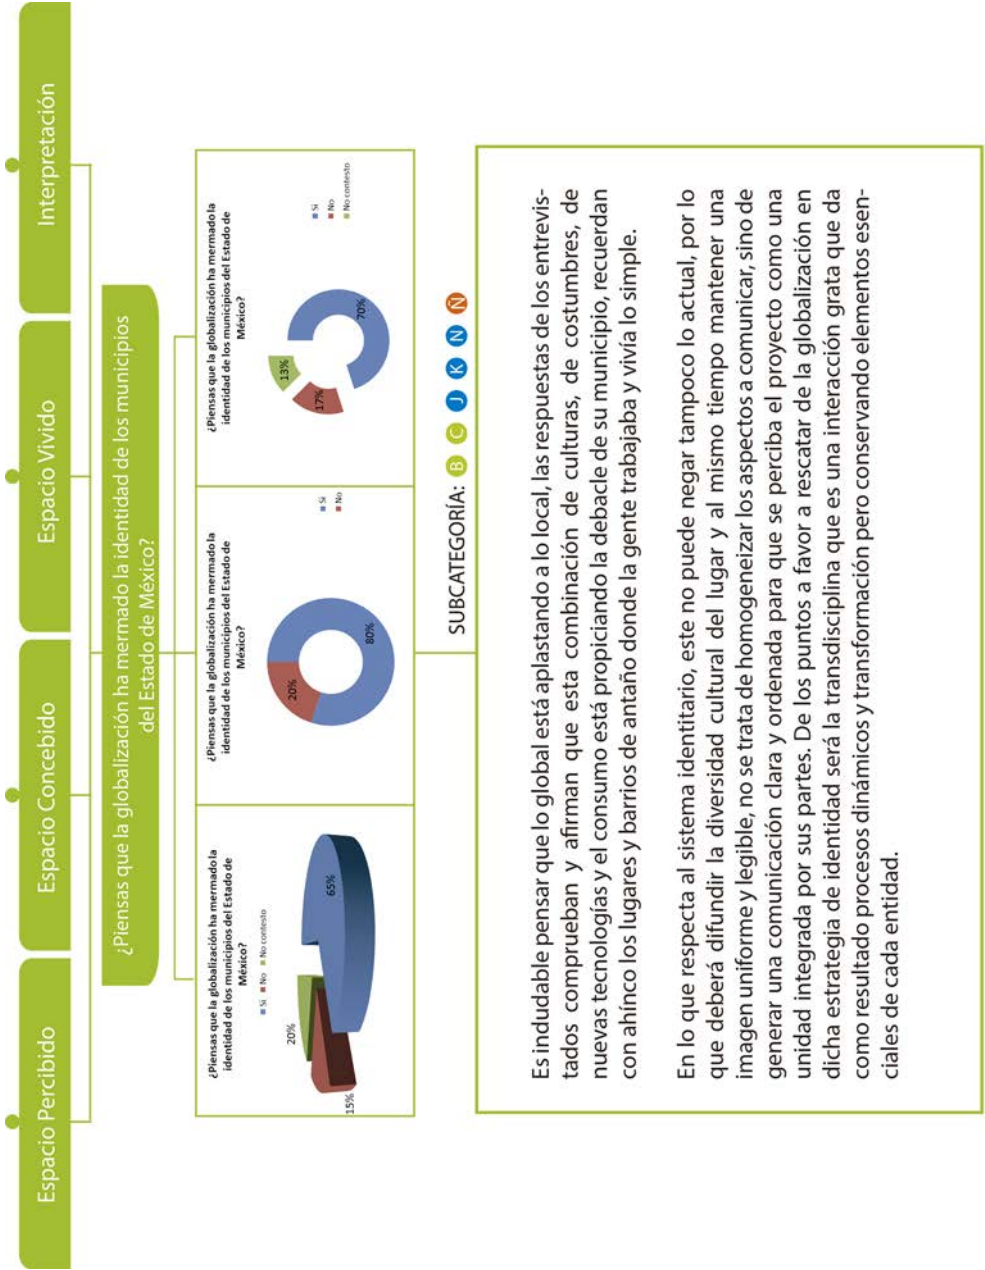 Espacio Percibido
Espacio Concebido
Espacio Vivido
Interpretación
¿Piensas que la globalización ha mermado la identidad de los municipios
del Estado de México?
¿Piensas que la globalización ha mermado la
identidad de los municipios del Estado de
México?
Si No No contesto
20%
15%
65%
¿Piensas que la globalización ha mermado la
identidad de los municipios del Estado de
México?
20%
80%
Si
No
¿Piensas que la globalización ha mermado la
identidad de los municipios del Estado de
México?
13%
17%
70%
Si
No
No contesto
SUBCATEGORÍA: B C J K N Ñ
Es indudable pensar que lo global está aplastando a lo local, las respuestas de los entrevis-
tados comprueban y afirman que esta combinación de culturas, de costumbres, de
nuevas tecnologías y el consumo está propiciando la debacle de su municipio, recuerdan
con ahínco los lugares y barrios de antaño donde la gente trabajaba y vivía lo simple.
En lo que respecta al sistema identitario, este no puede negar tampoco lo actual, por lo
que deberá difundir la diversidad cultural del lugar y al mismo tiempo mantener una
imagen uniforme y legible, no se trata de homogeneizar los aspectos a comunicar, sino de
generar una comunicación clara y ordenada para que se perciba el proyecto como una
unidad integrada por sus partes. De los puntos a favor a rescatar de la globalización en
dicha estrategia de identidad será la transdisciplina que es una interacción grata que da
como resultado procesos dinámicos y transformación pero conservando elementos esen-
ciales de cada entidad.